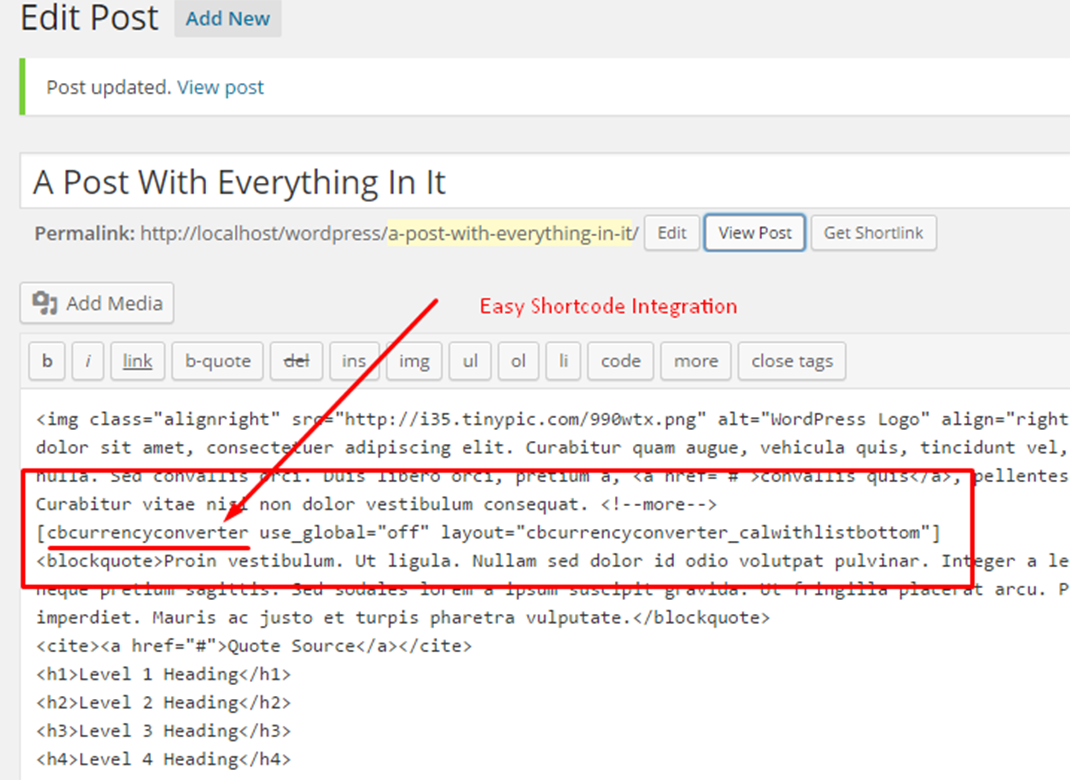 Edit Post Add New
Post updated. View post
A Post With Everything In It
Permalink: http://localhost/wordpress/a-post-with-everything-in-it/ Edit View Post Get Shortlink
Add Media
Easy Shortcode Integration
b i link b-quote del ins img ul ol li code more close tags
<img class="alignright" src="http://i35.tinypic.com/990wtx.png" alt="WordPress Logo" align="right
dolor sit amet, consectetuer adipiscing elit. Curabitur quam augue, vehicula quis, tincidunt vel,
nulla. Sed convallis orci. Duis libero orci, pretium a, <a href="#">convallis quis</a>, pellentes
Curabitur vitae nisi non dolor vestibulum consequat. <!--more-->
[cbcurrencyconverter use_global="off" layout="cbcurrencyconverter_calwithlistbottom"]
<blockquote>Proin vestibulum. Ut ligula. Nullam sed dolor id odio volutpat pulvinar. Integer a le
neque pretium sagittis. Sed sodales lorem a ipsum suscipit gravida. Ut fringilla placerat arcu. P
imperdiet. Mauris ac justo et turpis pharetra vulputate.</blockquote>
<cite><a href="#">Quote Source</a></cite>
<h1>Level 1 Heading</h1>
<h2>Level 2 Heading</h2>
<h3>Level 3 Heading</h3>
<h4>Level 4 Heading</h4>